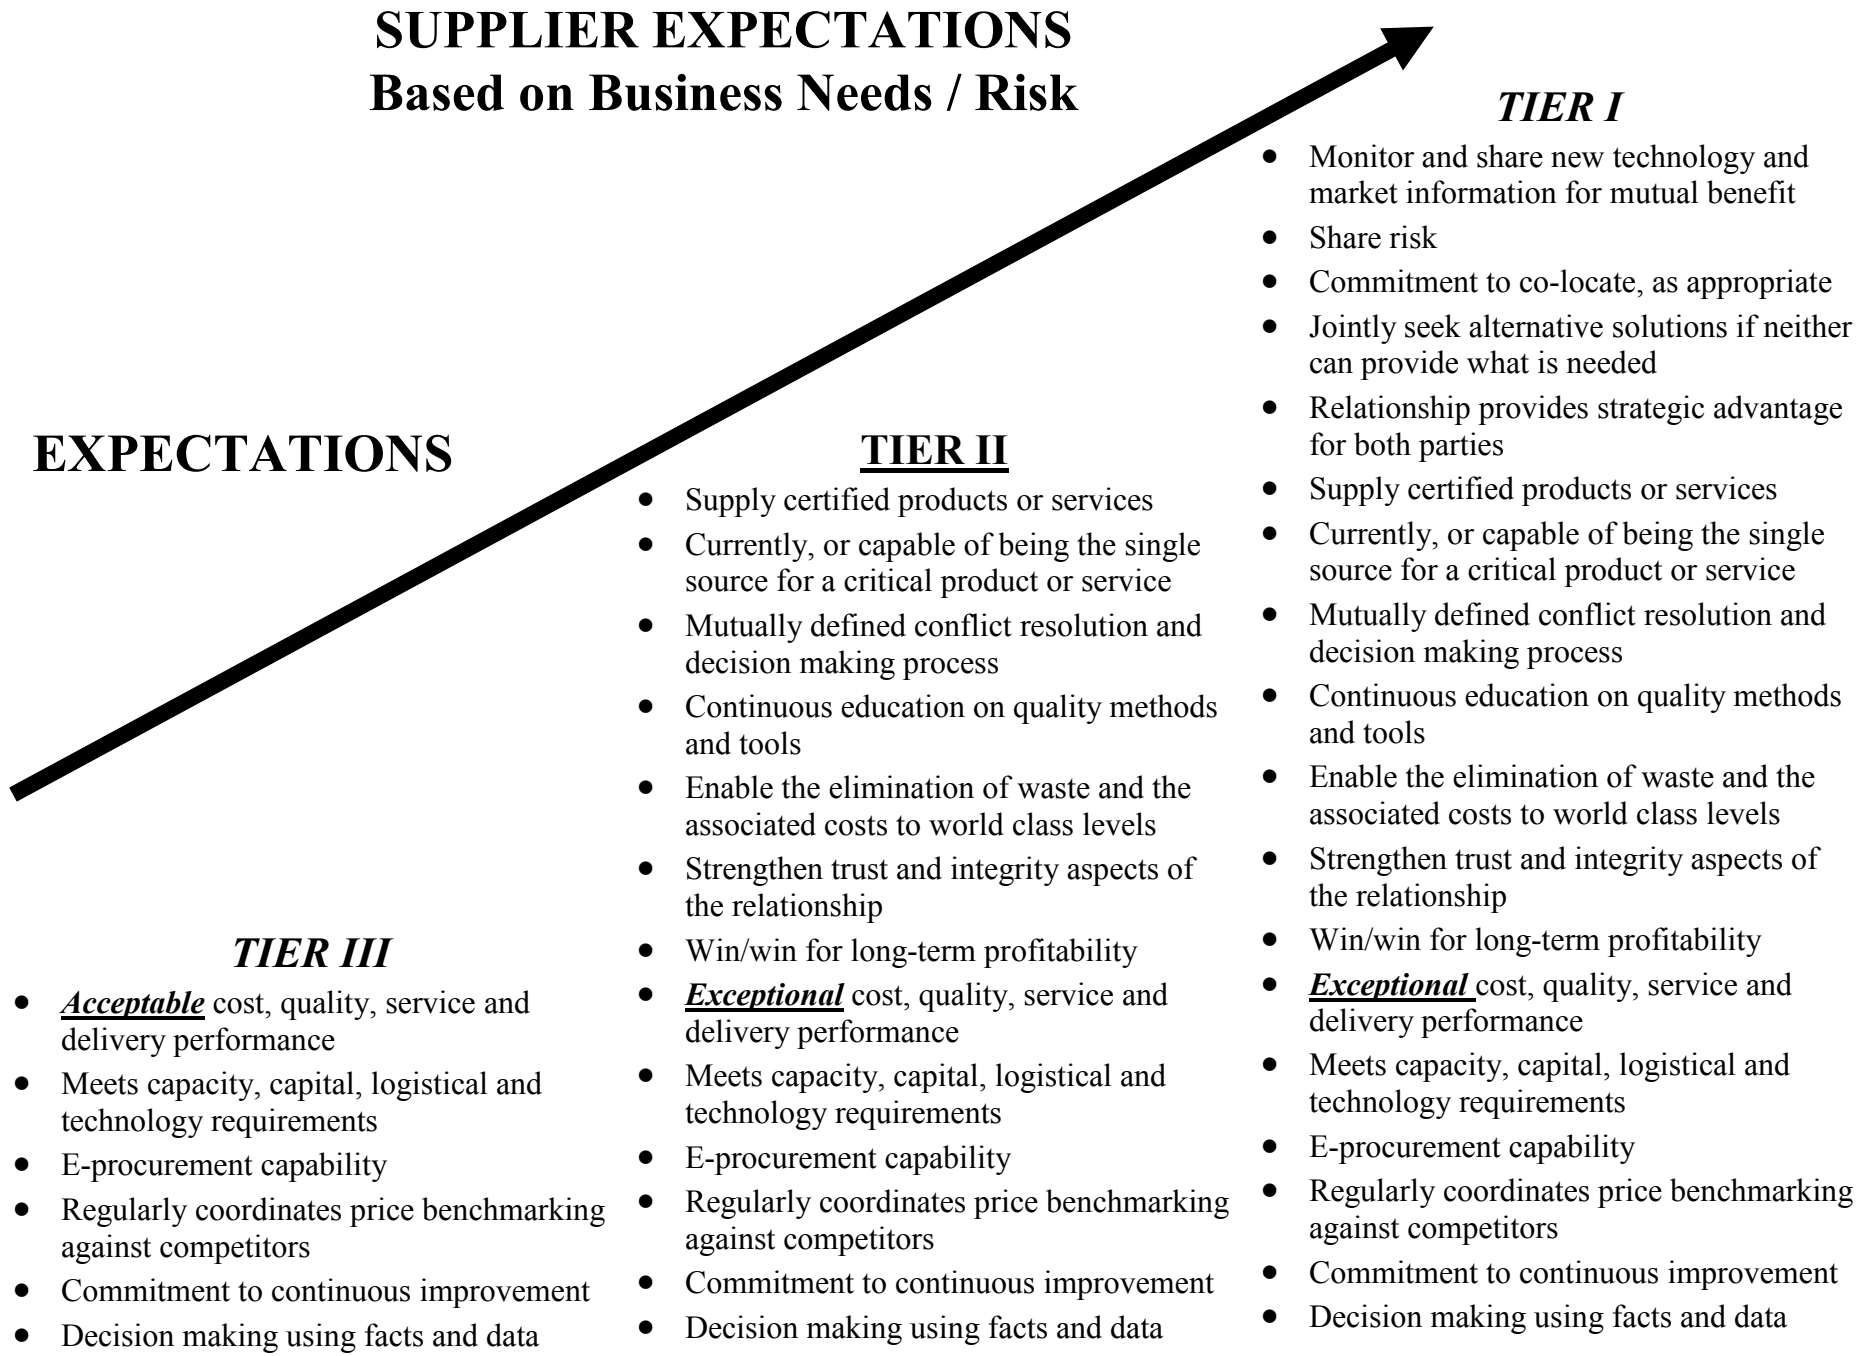 SUPPLIER EXPECTATIONS
Based on Business Needs / Risk
EXPECTATIONS
TIER III
• Acceptable cost, quality, service and
delivery performance
• Meets capacity, capital, logistical and
technology requirements
• E-procurement capability
• Regularly coordinates price benchmarking
against competitors
• Commitment to continuous improvement
• Decision making using facts and data
TIER II
• Supply certified products or services
• Currently, or capable of being the single
source for a critical product or service
• Mutually defined conflict resolution and
decision making process
• Continuous education on quality methods
and tools
• Enable the elimination of waste and the
associated costs to world class levels
• Strengthen trust and integrity aspects of
the relationship
• Win/win for long-term profitability
• Exceptional cost, quality, service and
delivery performance
• Meets capacity, capital, logistical and
technology requirements
• E-procurement capability
• Regularly coordinates price benchmarking
against competitors
• Commitment to continuous improvement
• Decision making using facts and data
TIER I
• Monitor and share new technology and
market information for mutual benefit
• Share risk
• Commitment to co-locate, as appropriate
• Jointly seek alternative solutions if neither
can provide what is needed
• Relationship provides strategic advantage
for both parties
• Supply certified products or services
• Currently, or capable of being the single
source for a critical product or service
• Mutually defined conflict resolution and
decision making process
• Continuous education on quality methods
and tools
• Enable the elimination of waste and the
associated costs to world class levels
• Strengthen trust and integrity aspects of
the relationship
• Win/win for long-term profitability
• Exceptional cost, quality, service and
delivery performance
• Meets capacity, capital, logistical and
technology requirements
• E-procurement capability
• Regularly coordinates price benchmarking
against competitors
• Commitment to continuous improvement
• Decision making using facts and data